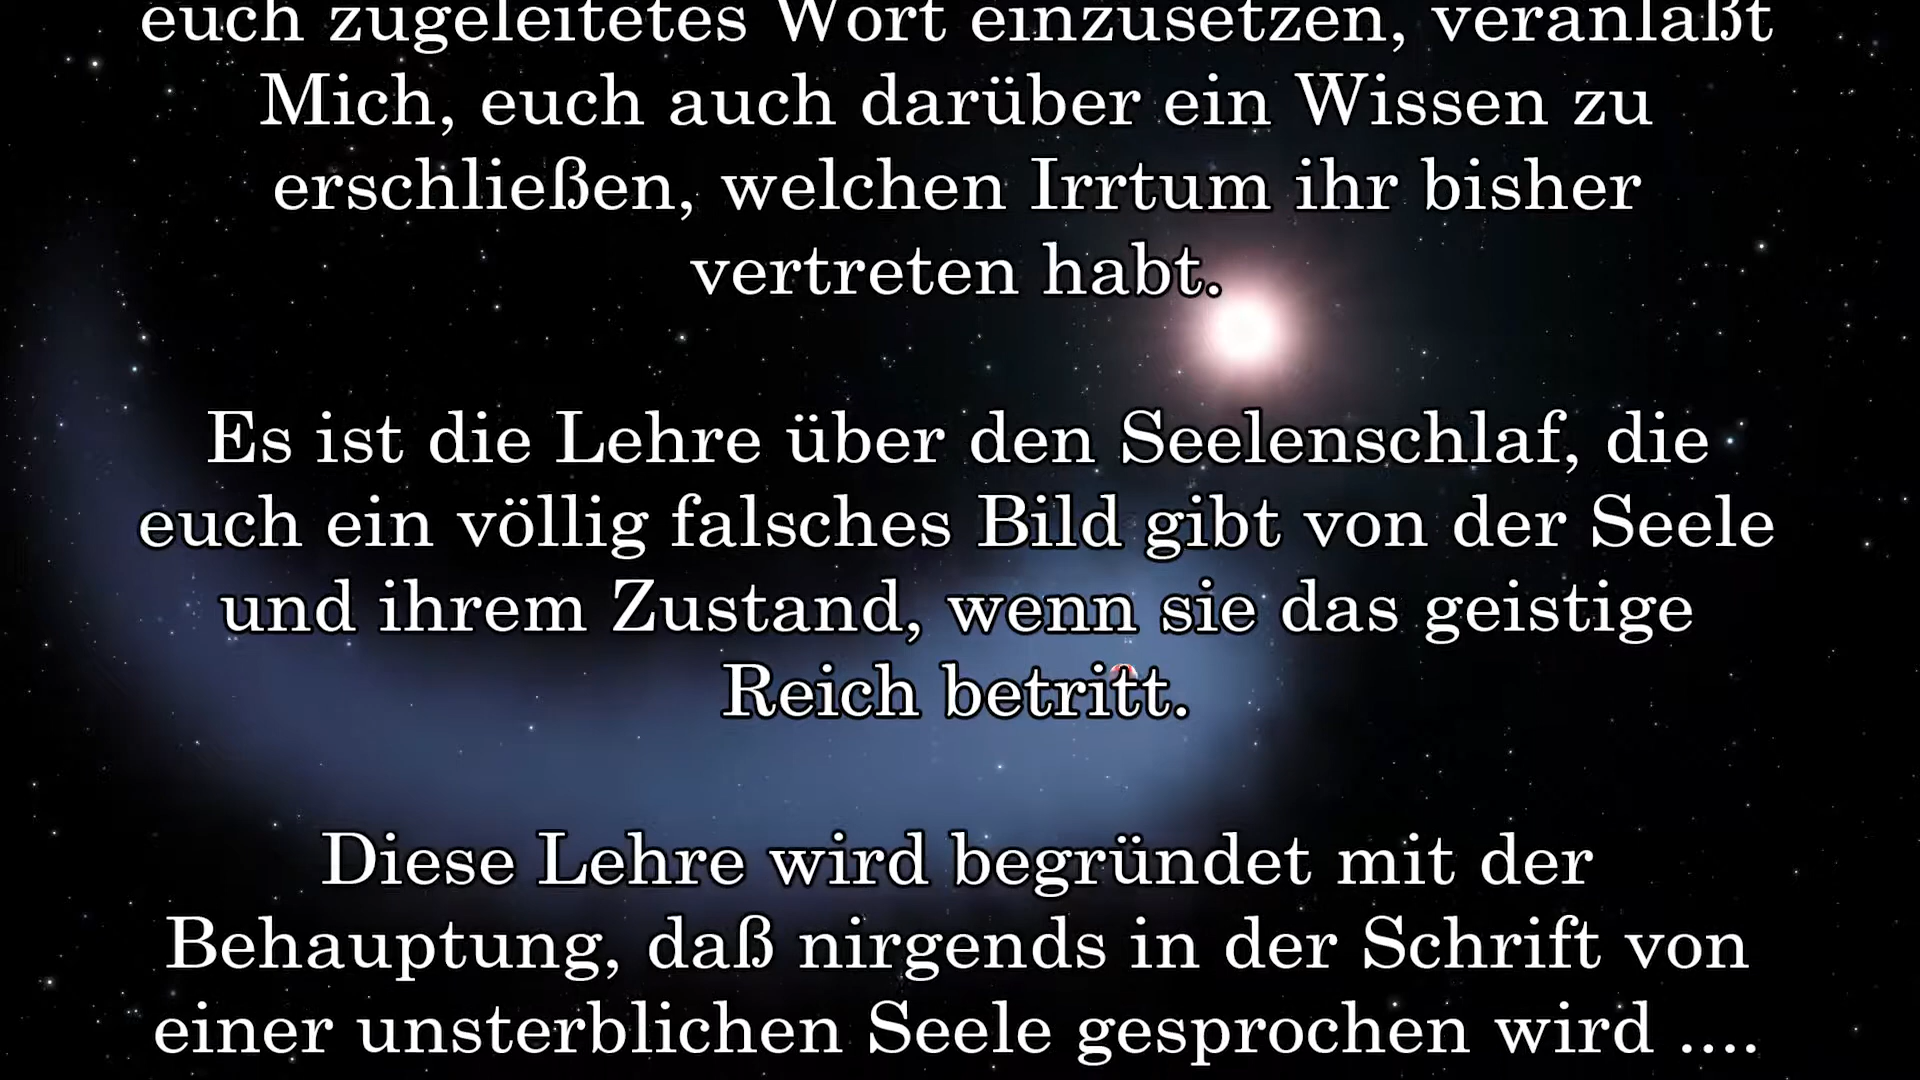 euch zugeleitetes Wort einzusetzen, veranlaßt
Mich, euch auch darüber ein Wissen zu
erschließen, welchen Irrtum ihr bisher
vertreten habt.
Es ist die Lehre über den Seelenschlaf, die
euch ein völlig falsches Bild gibt von der Seele
und ihrem Zustand, wenn sie das geistige
Reich betritt.
Diese Lehre wird begründet mit der
Behauptung, daß nirgends in der Schrift von
einer unsterblichen Seele gesprochen wird ....